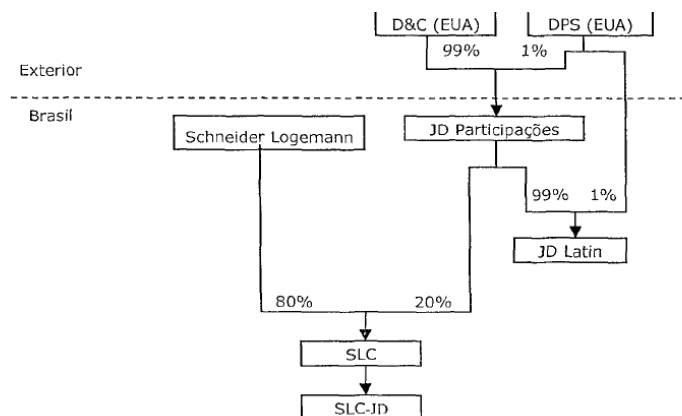 D&C (EUA) DPS (EUA)
99% 1%
Exterior
Brasil
Schneider Logemann
JD Participações
99% 1%
JD Latin
80% 20%
SLC
SLC-JD